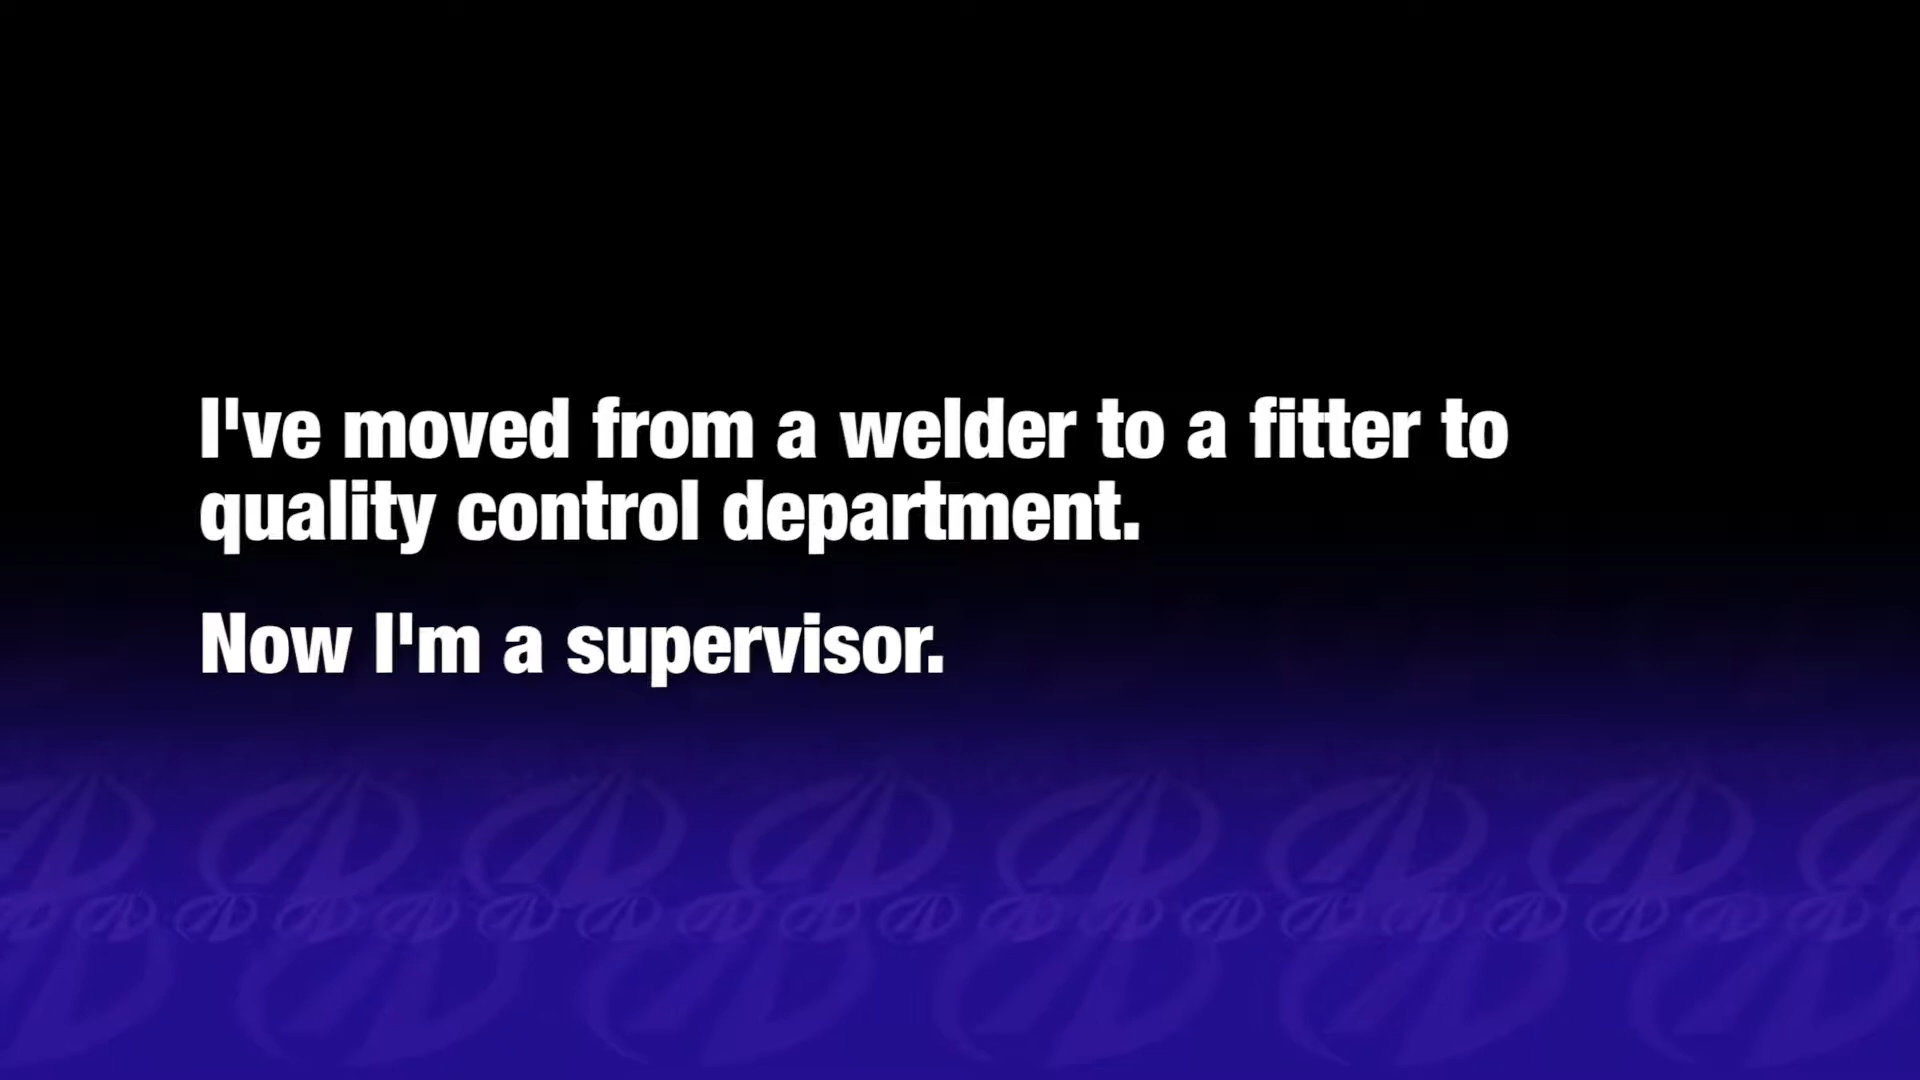 I've moved from a welder to a fitter to
quality control department.
Now I'm a supervisor.